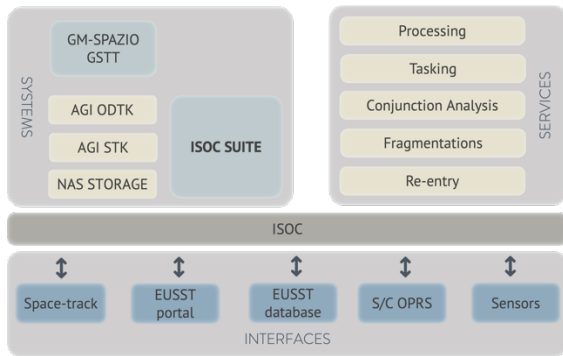 SYSTEMS
GM-SPAZIO
GSTT
AGI ODTK
AGI STK
NAS STORAGE
ISOC SUITE
Processing
Tasking
Conjunction Analysis
Fragmentations
Re-entry
SERVICES
ISOC
Space-track
EUSST
portal
EUSST
database
S/C OPRS
Sensors
INTERFACES